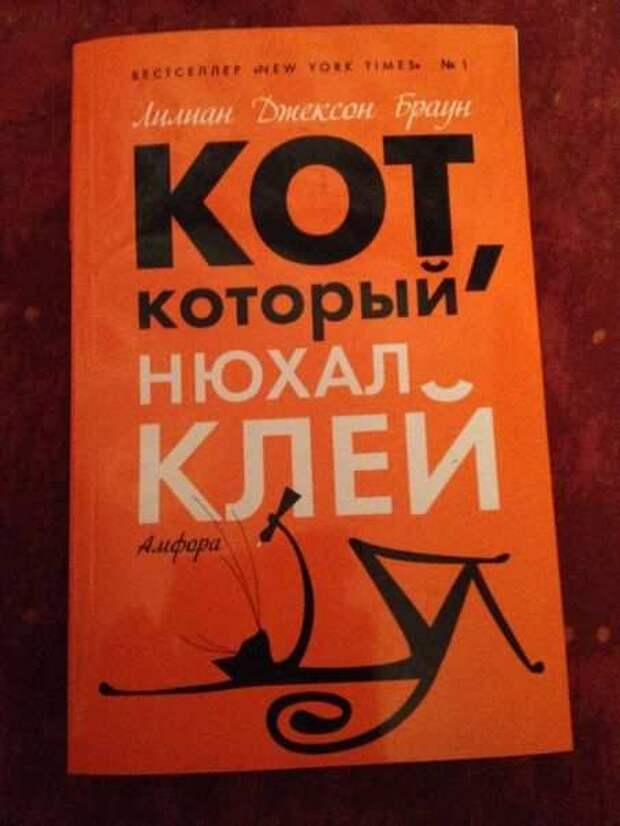 БЕСТСЕЛЛЕР «NEW YORK TIMES» № 1
Лилиан Джексон Браун
КОТ,
который
НЮХАЛ
КЛЕЙ
Амфора